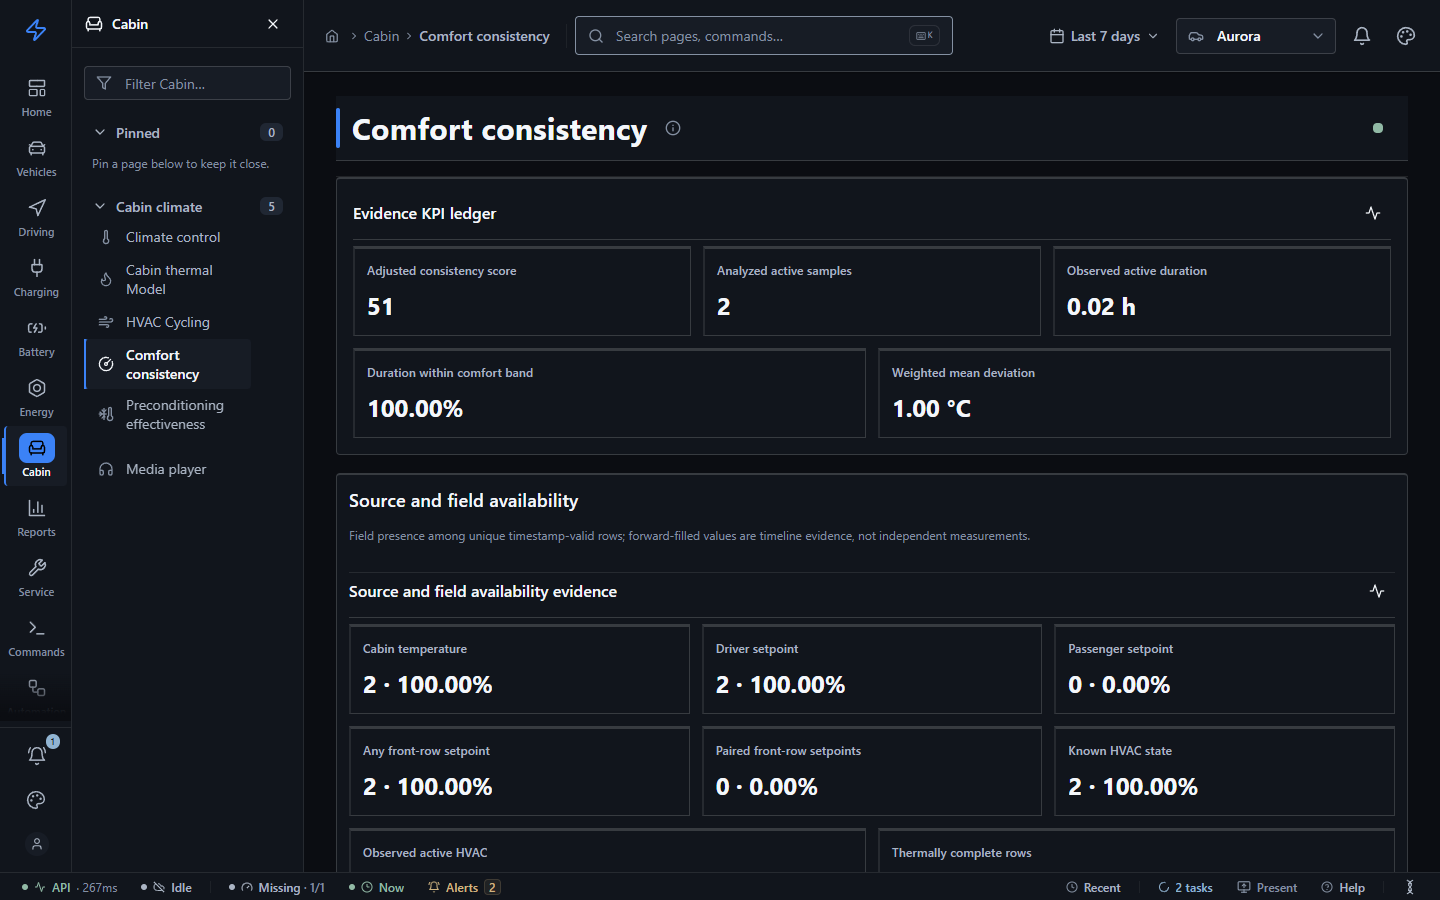 Cabin
Cabin
Comfort consistency
Search pages, commands...
K
Last 7 days
Aurora
Home
Vehicles
Driving
Charging
Battery
Energy
Cabin
Reports
Service
Commands
1
Filter Cabin...
Pinned
0
Pin a page below to keep it close.
Cabin climate
5
Climate control
Cabin thermal
Model
HVAC Cycling
Comfort
consistency
Preconditioning
effectiveness
Media player
Comfort consistency
Evidence KPI ledger
Adjusted consistency score
51
Analyzed active samples
2
Observed active duration
0.02 h
Duration within comfort band
100.00%
Weighted mean deviation
1.00 °C
Source and field availability
Field presence among unique timestamp-valid rows; forward-filled values are timeline evidence, not independent measurements.
Source and field availability evidence
Cabin temperature
2 · 100.00%
Driver setpoint
2 · 100.00%
Passenger setpoint
0 · 0.00%
Any front-row setpoint
2 · 100.00%
Paired front-row setpoints
0 · 0.00%
Known HVAC state
2 · 100.00%
Observed active HVAC
Thermally complete rows
API · 267ms
Idle
Missing · 1/1
Now
Alerts 2
Recent
2 tasks
Present
Help